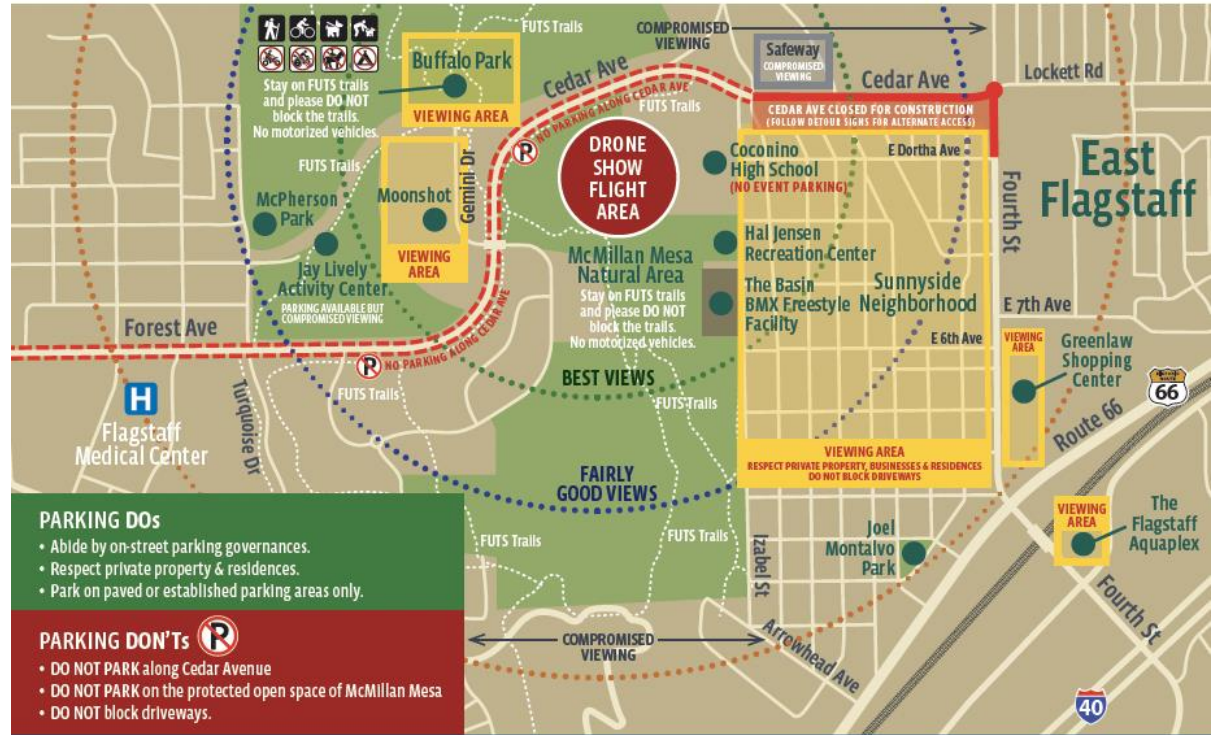 FUTS Trails
COMPROMISED
VIEWING
Safeway
COMPROMISED
VIEWING
Cedar Ave
Lockett Rd
Buffalo Park
VIEWING AREA
Stay on FUTS trails
and please DO NOT
block the trails.
No motorized vehicles.
Cedar Ave
NO PARKING ALONG CEDAR AVE
FUTS Trails
CEDAR AVE CLOSED FOR CONSTRUCTION
(FOLLOW DETOUR SIGNS FOR ALTERNATE ACCESS)
P
DRONE
SHOW
FLIGHT
AREA
Coconino
High School
(NO EVENT PARKING)
E Dortha Ave
East
Flagstaff
FUTS Trails
McPherson
Park
Moonshot
VIEWING
AREA
Gemini Dr
Fourth St
Jay Lively
Activity Center
PARKING AVAILABLE BUT
COMPROMISED VIEWING
McMillan Mesa
Natural Area
Stay on FUTS trails
and please DO NOT
block the trails.
No motorized vehicles.
Hal Jensen
Recreation Center
The Basin
BMX Freestyle
Facility
Sunnyside
Neighborhood
E 7th Ave
E 6th Ave
VIEWING
AREA
Greenlaw
Shopping
Center
Forest Ave
P
NO PARKING ALONG CEDAR AVE
BEST VIEWS
FUTS Trails
FUTS Trails
H
Flagstaff
Medical Center
Turquoise Dr
66
Route 66
VIEWING AREA
RESPECT PRIVATE PROPERTY, BUSINESSES & RESIDENCES
DO NOT BLOCK DRIVEWAYS
FAIRLY
GOOD VIEWS
VIEWING
AREA
The
Flagstaff
Aquaplex
FUTS Trails
FUTS Trails
Izabel St
Joel
Montalvo
Park
Fourth St
COMPROMISED
VIEWING
Arrowhead Ave
40
PARKING DOs
• Abide by on-street parking governances.
• Respect private property & residences.
• Park on paved or established parking areas only.
PARKING DON'Ts P
• DO NOT PARK along Cedar Avenue
• DO NOT PARK on the protected open space of McMillan Mesa
• DO NOT block driveways.